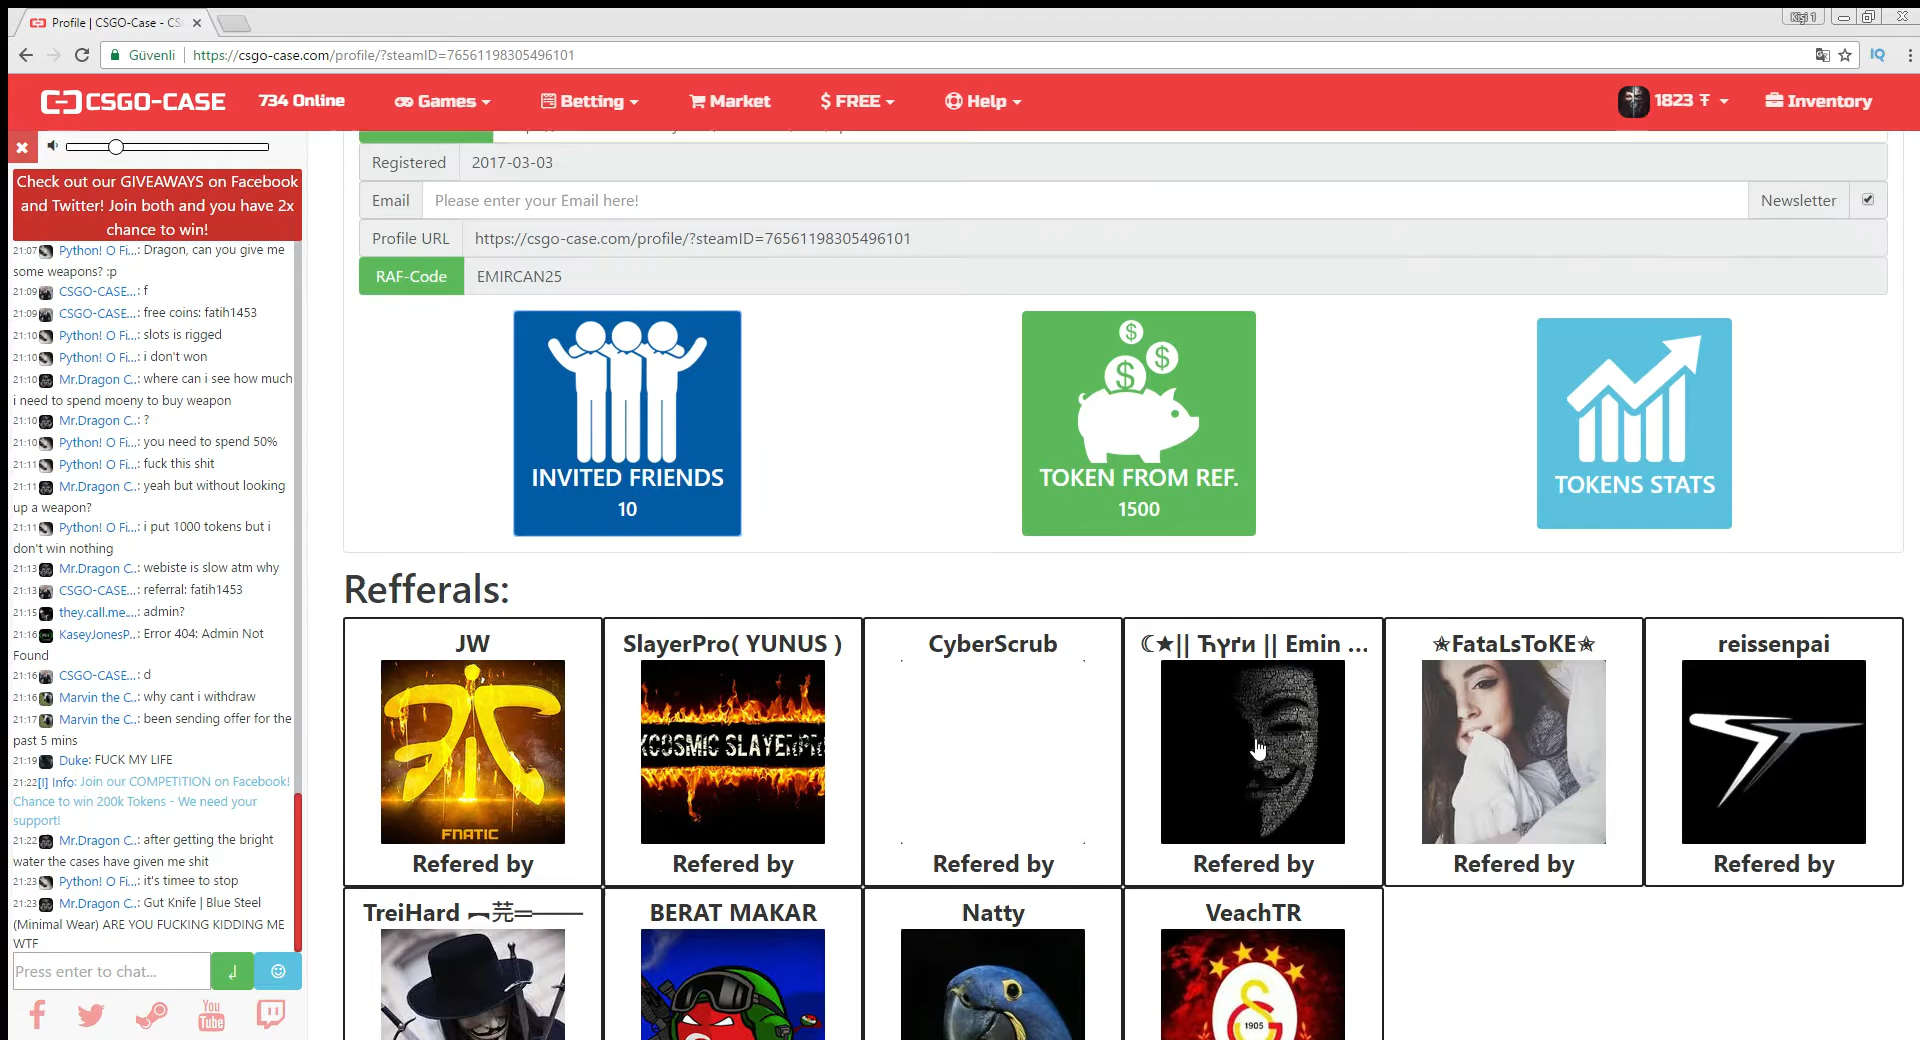 Profile | CSGO-Case - CS
Kişi 1
Güvenli https://csgo-case.com/profile/?steamID=76561198305496101
CSGO-CASE 734 Online Games Betting Market $ FREE Help 1823 Ŧ Inventory
Check out our GIVEAWAYS on Facebook
and Twitter! Join both and you have 2x
chance to win!
21:07 Python! O Fi...: Dragon, can you give me
some weapons? :p
21:09 CSGO-CASE...: f
21:09 CSGO-CASE...: free coins: fatih1453
21:10 Python! O Fi...: slots is rigged
21:10 Python! O Fi...: i don't won
21:10 Mr.Dragon C..: where can i see how much
i need to spend moeny to buy weapon
21:10 Mr.Dragon C..: ?
21:10 Python! O Fi...: you need to spend 50%
21:11 Python! O Fi...: fuck this shit
21:11 Mr.Dragon C..: yeah but without looking
up a weapon?
21:11 Python! O Fi...: i put 1000 tokens but i
don't win nothing
21:13 Mr.Dragon C..: webiste is slow atm why
21:13 CSGO-CASE...: referral: fatih1453
21:15 they.call.me....: admin?
21:16 KaseyJonesP..: Error 404: Admin Not
Found
21:16 CSGO-CASE...: d
21:16 Marvin the C..: why cant i withdraw
21:17 Marvin the C..: been sending offer for the
past 5 mins
21:19 Duke: FUCK MY LIFE
21:22 [!] Info: Join our COMPETITION on Facebook!
Chance to win 200k Tokens - We need your
support!
21:22 Mr.Dragon C..: after getting the bright
water the cases have given me shit
21:23 Python! O Fi...: it's timee to stop
21:23 Mr.Dragon C..: Gut Knife | Blue Steel
(Minimal Wear) ARE YOU FUCKING KIDDING ME
WTF
Press enter to chat...
You
Tube
Registered 2017-03-03
Email Please enter your Email here! Newsletter
Profile URL https://csgo-case.com/profile/?steamID=76561198305496101
RAF-Code EMIRCAN25
INVITED FRIENDS
10
TOKEN FROM REF.
1500
TOKENS STATS
Refferals:
JW SlayerPro( YUNUS ) CyberScrub ☾★|| Ћүѓи || Emin ... ✯FataLsToKE✯ reissenpai
FNATIC
Refered by Refered by Refered by Refered by Refered by Refered by
TreiHard ︻芫═─── BERAT MAKAR Natty VeachTR
1905